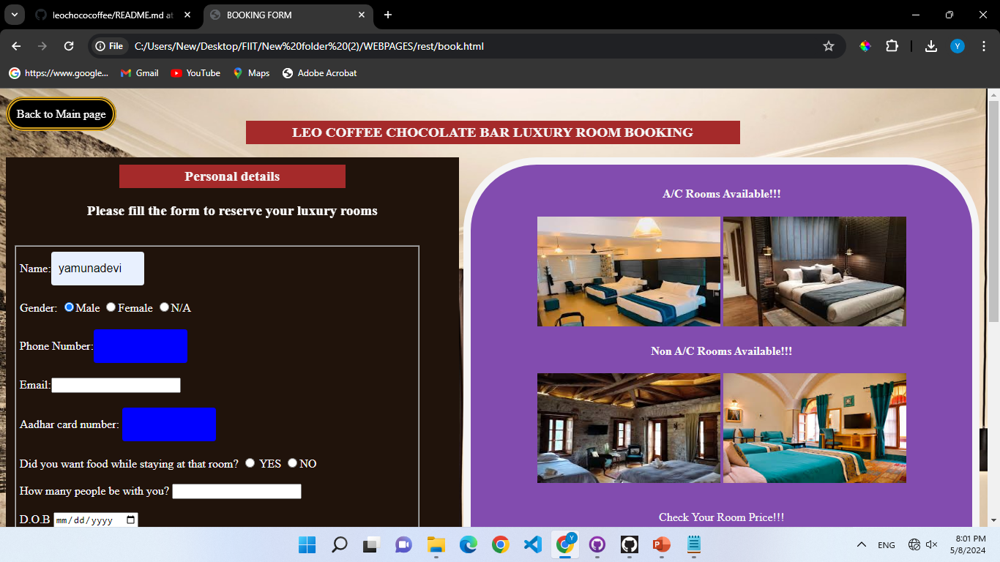 leochococoffee/README.md at
BOOKING FORM
File
C:/Users/New/Desktop/FIIT/New%20folder%20(2)/WEBPAGES/rest/book.html
Y
https://www.google...
Gmail
YouTube
Maps
Adobe Acrobat
Back to Main page
LEO COFFEE CHOCOLATE BAR LUXURY ROOM BOOKING
Personal details
Please fill the form to reserve your luxury rooms
Name: yamunadevi
Gender: Male Female N/A
Phone Number:
Email:
Aadhar card number:
Did you want food while staying at that room? YES NO
How many people be with you?
D.O.B mm/dd/yyyy
A/C Rooms Available!!!
Non A/C Rooms Available!!!
Check Your Room Price!!!
Y
ENG
8:01 PM
5/8/2024